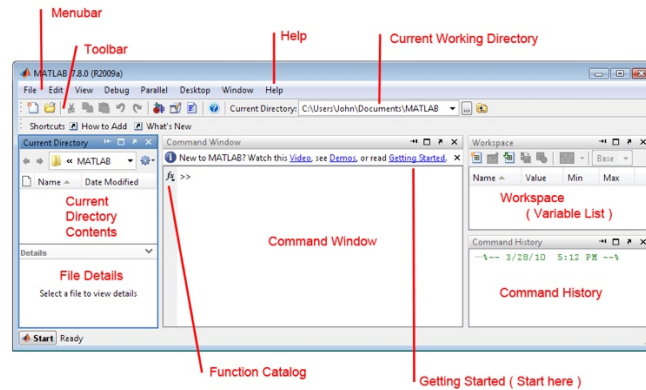 Menubar
Toolbar
Help
Current Working Directory
MATLAB 7.8.0 (R2009a)
File Edit View Debug Parallel Desktop Window Help
Current Directory: C:\Users\John\Documents\MATLAB
Shortcuts How to Add What's New
Current Directory
« MATLAB
Name Date Modified
Current
Directory
Contents
Details
File Details
Select a file to view details
Command Window
New to MATLAB? Watch this Video, see Demos, or read Getting Started.
fx >>
Command Window
Workspace
Base
Name Value Min Max
Workspace
( Variable List )
Command History
%-- 3/28/10 5:12 PM --%
Command History
Start Ready
Function Catalog
Getting Started ( Start here )